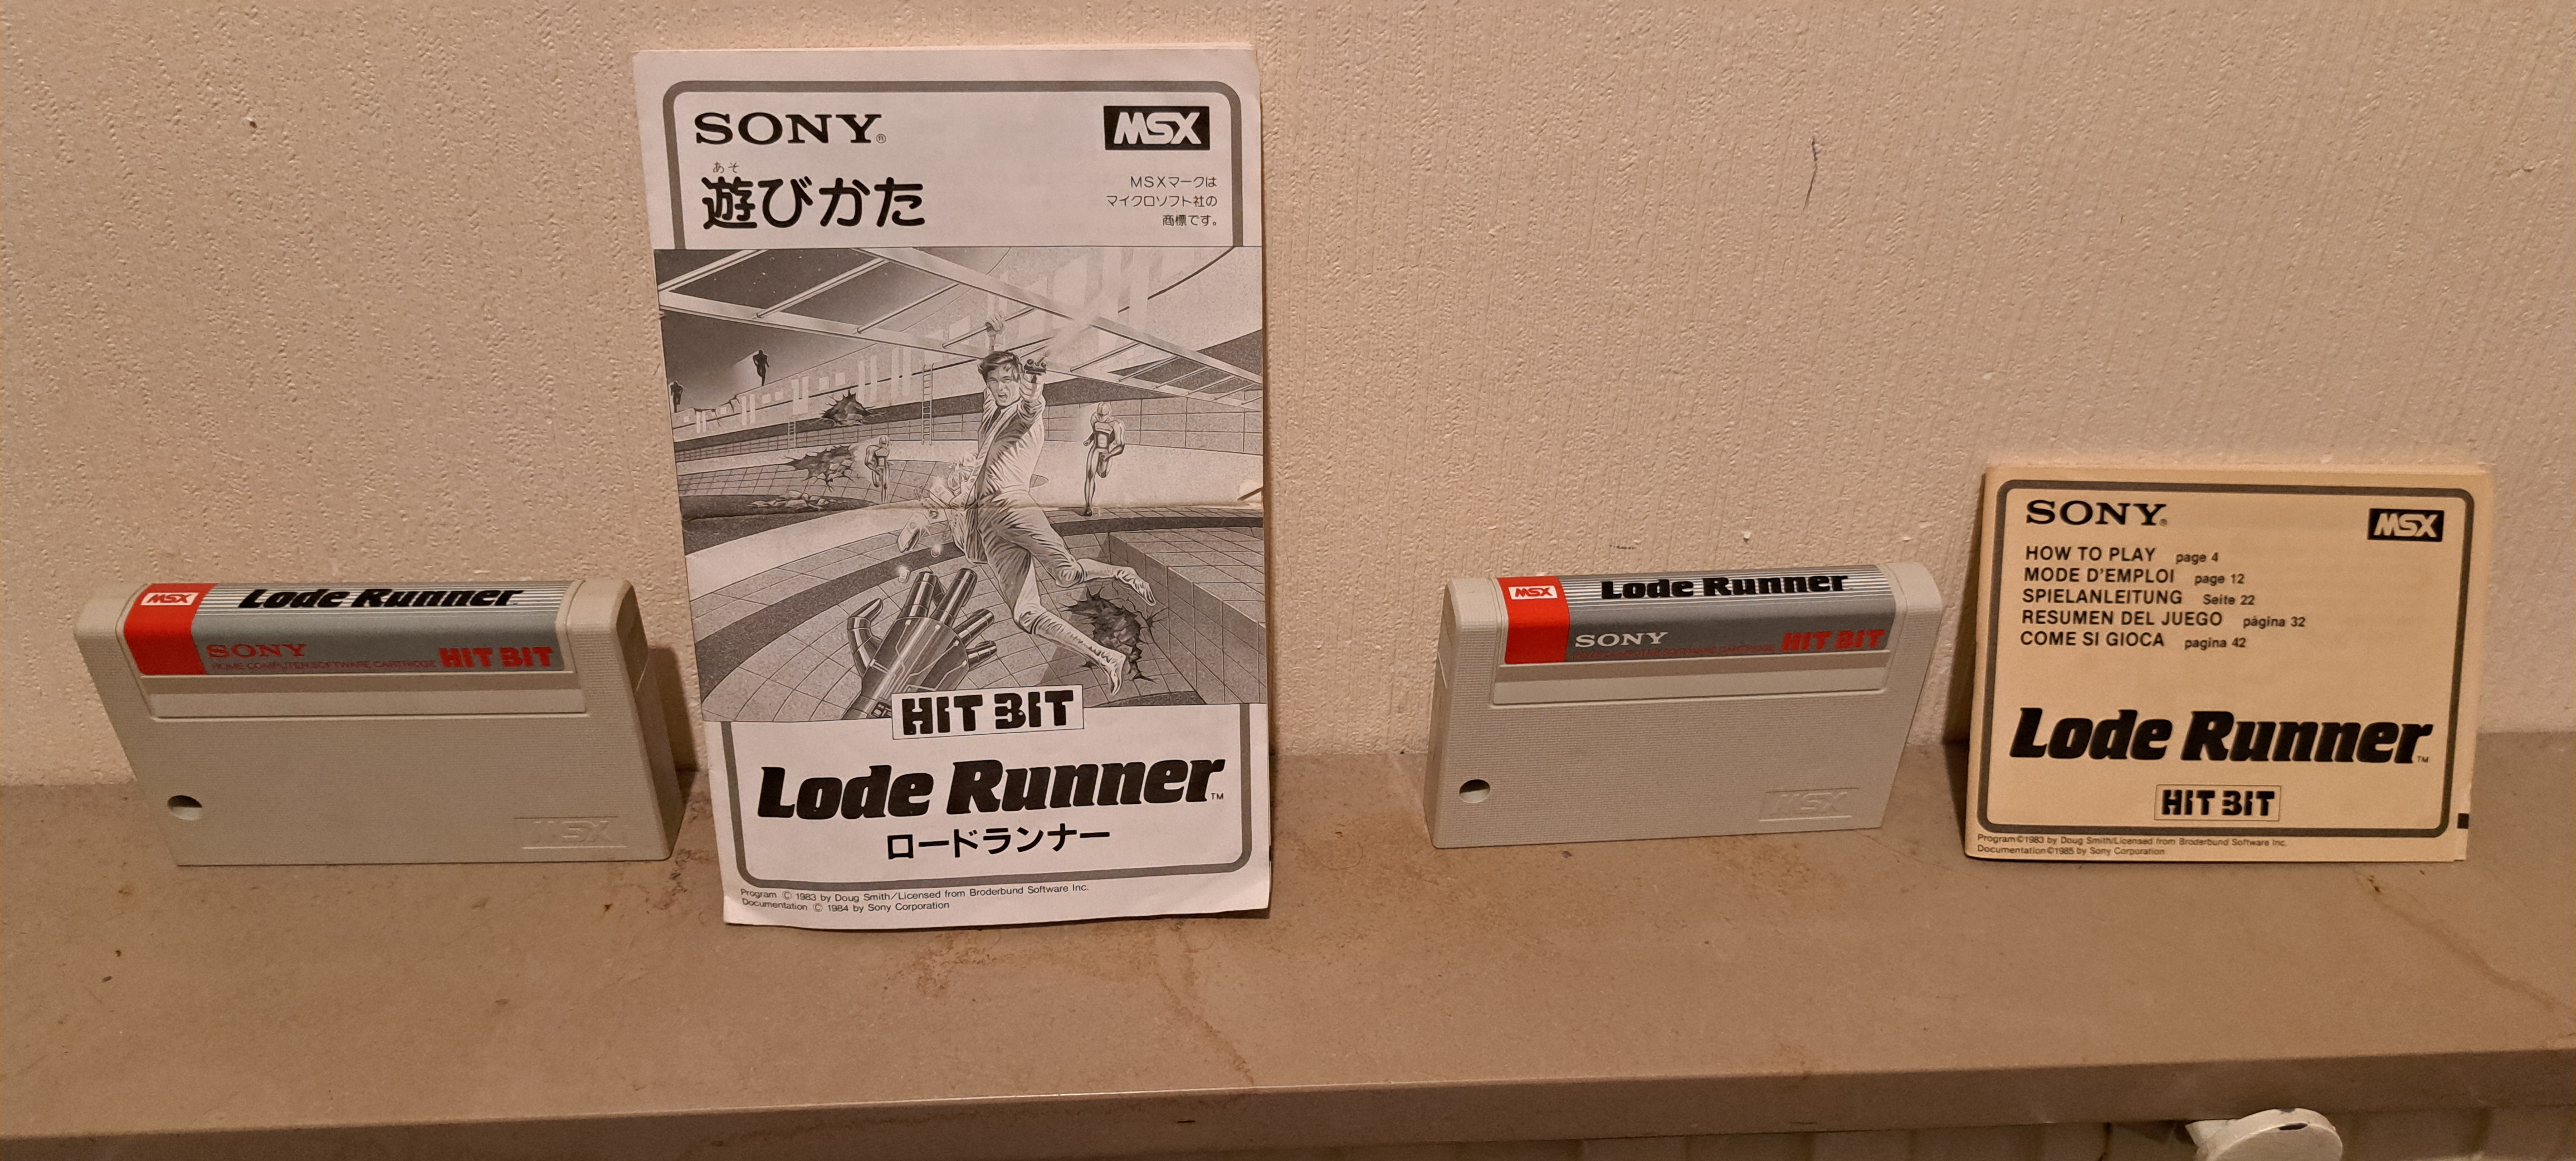 MSX
Lode Runner
SONY
HOME COMPUTER SOFTWARE CARTRIDGE
HIT BIT
MSX
SONY®
MSX
あそ
遊びかた
MSXマークは
マイクロソフト社の
商標です。
HIT BIT
Lode Runner™
ロードランナー
Program © 1983 by Doug Smith/Licensed from Broderbund Software Inc.
Documentation © 1984 by Sony Corporation
MSX
Lode Runner
SONY
HIT BIT
MSX
SONY®
MSX
HOW TO PLAY page 4
MODE D'EMPLOI page 12
SPIELANLEITUNG Seite 22
RESUMEN DEL JUEGO página 32
COME SI GIOCA pagina 42
Lode Runner™
HIT BIT
Program©1983 by Doug Smith/Licensed from Broderbund Software Inc.
Documentation©1985 by Sony Corporation